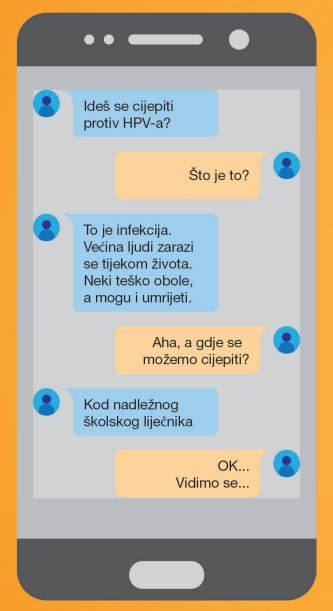 Ideš se cijepiti
protiv HPV-a?
Što je to?
To je infekcija.
Većina ljudi zarazi
se tijekom života.
Neki teško obole,
a mogu i umrijeti.
Aha, a gdje se
možemo cijepiti?
Kod nadležnog
školskog liječnika
OK...
Vidimo se...